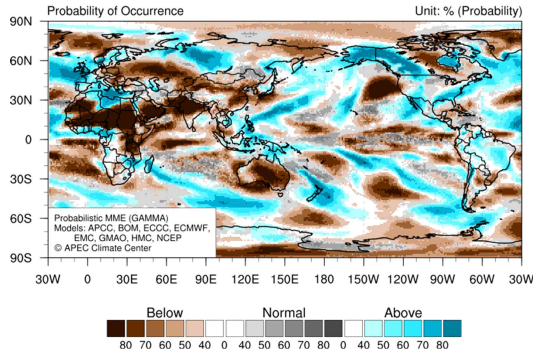 Probability of Occurrence Unit: % (Probability)
90N
60N
30N
0
30S
60S
90S
Probabilistic MME (GAMMA)
Models: APCC, BOM, ECCC, ECMWF,
EMC, GMAO, HMC, NCEP
© APEC Climate Center
30W 0 30E 60E 90E 120E 150E 180 150W 120W 90W 60W 30W
Below Normal Above
80 70 60 50 40 0 40 50 60 70 80 0 40 50 60 70 80